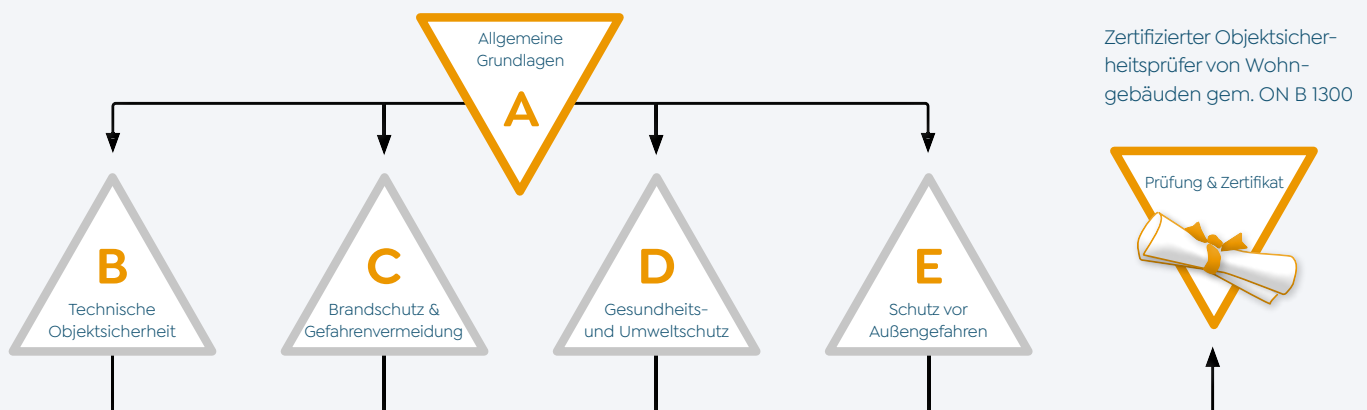 Allgemeine
Grundlagen
A
Zertifizierter Objektsicher-
heitsprüfer von Wohn-
gebäuden gem. ON B 1300
Prüfung & Zertifikat
B
Technische
Objektsicherheit
C
Brandschutz &
Gefahrenvermeidung
D
Gesundheits-
und Umweltschutz
E
Schutz vor
Außengefahren